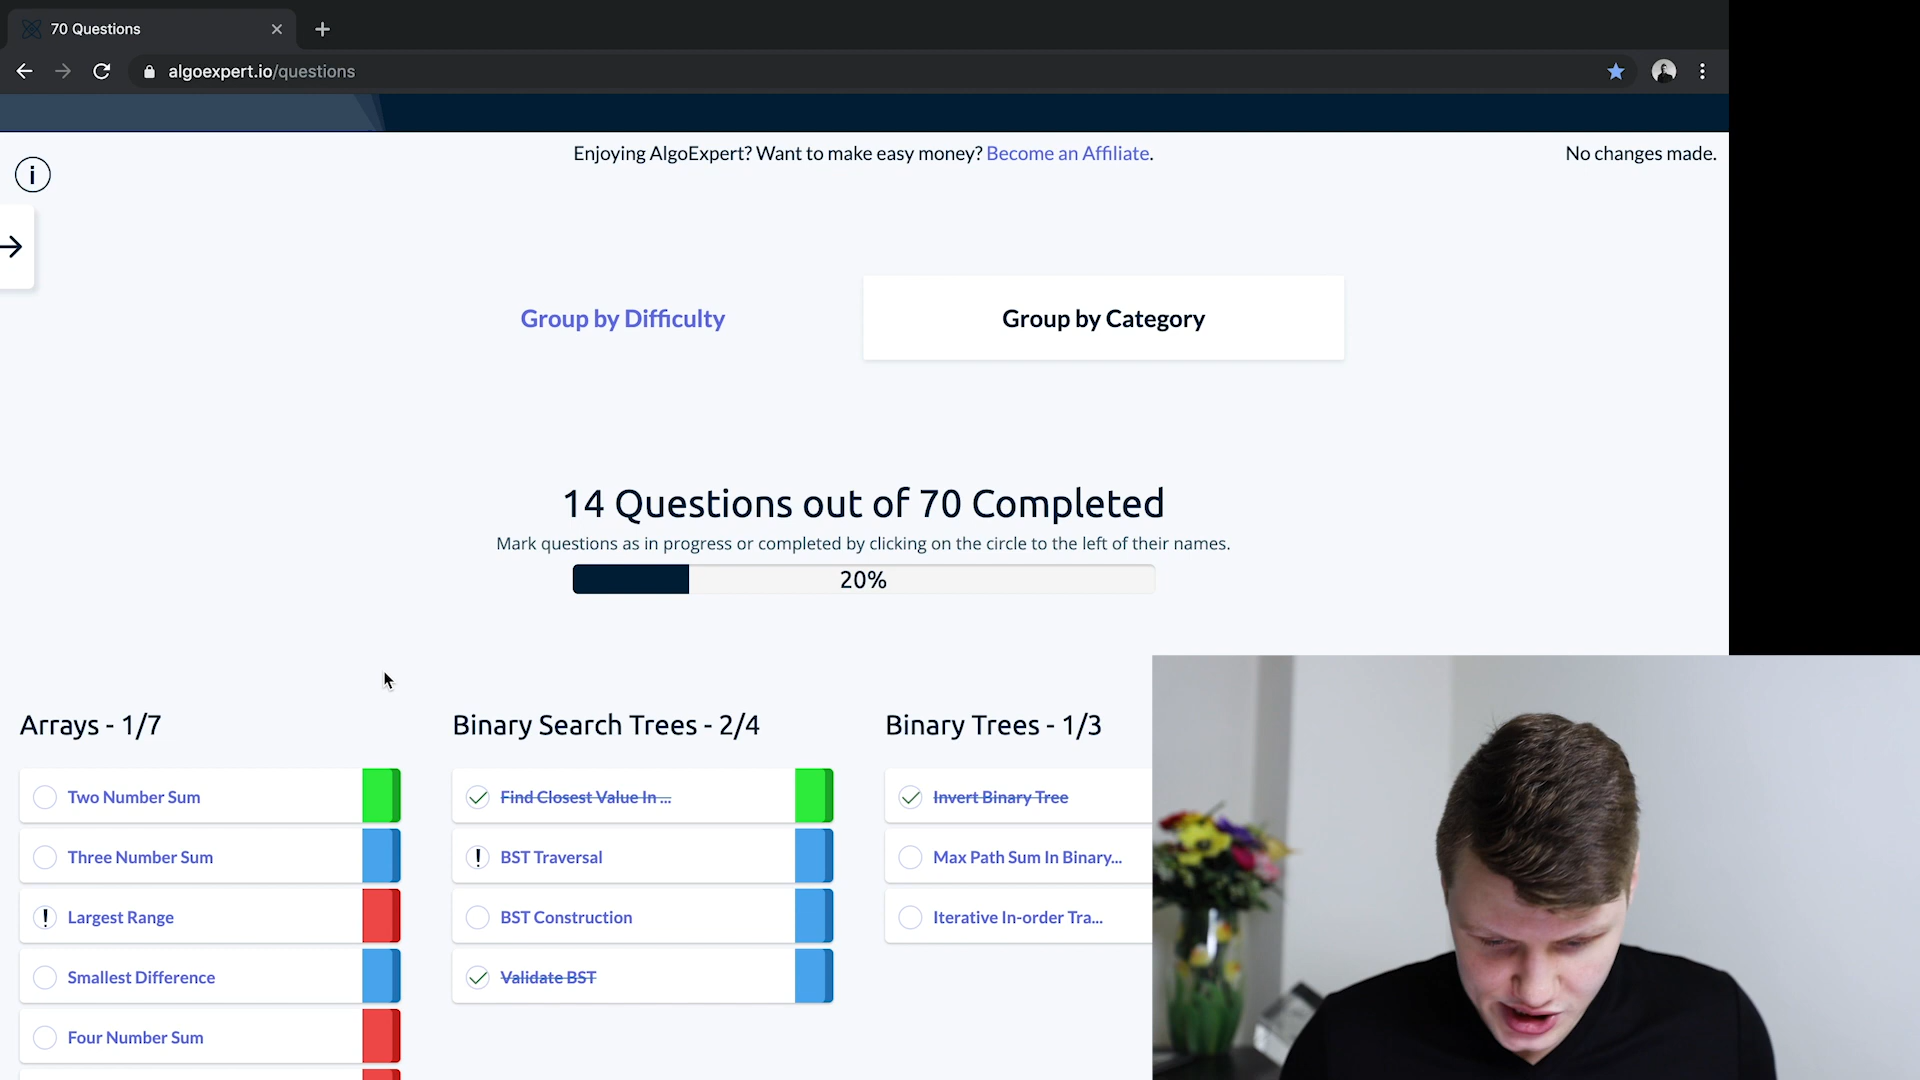 70 Questions
algoexpert.io/questions
Enjoying AlgoExpert? Want to make easy money? Become an Affiliate.
No changes made.
Group by Difficulty
Group by Category
14 Questions out of 70 Completed
Mark questions as in progress or completed by clicking on the circle to the left of their names.
20%
Arrays - 1/7
Two Number Sum
Three Number Sum
Largest Range
Smallest Difference
Four Number Sum
Binary Search Trees - 2/4
Find Closest Value In ...
BST Traversal
BST Construction
Validate BST
Binary Trees - 1/3
Invert Binary Tree
Max Path Sum In Binary...
Iterative In-order Tra...